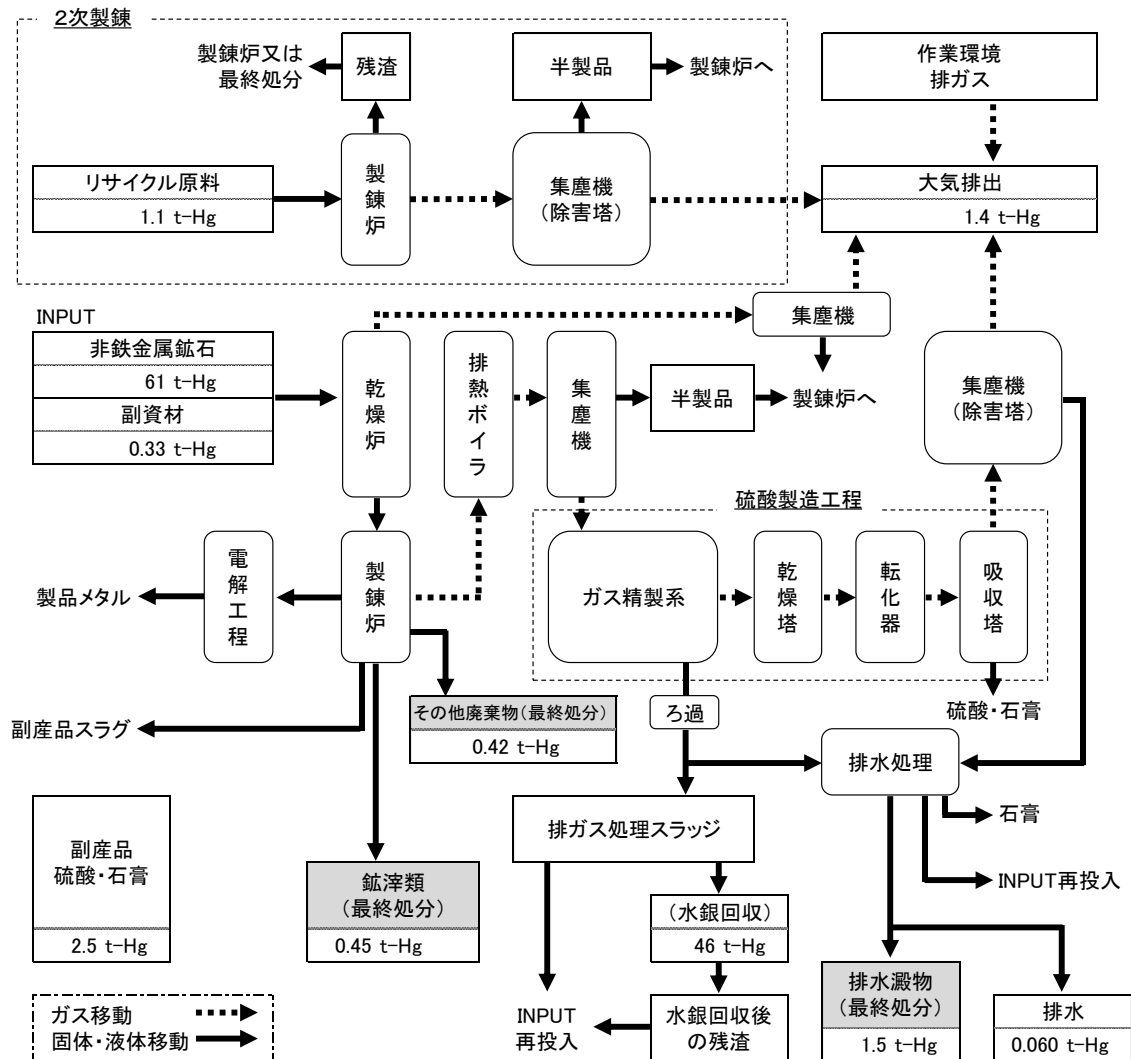 2次製錬
製錬炉又は
最終処分
残渣
半製品
製錬炉へ
作業環境
排ガス
リサイクル原料
1.1 t-Hg
製錬炉
集塵機
(除害塔)
大気排出
1.4 t-Hg
INPUT
非鉄金属鉱石
61 t-Hg
副資材
0.33 t-Hg
乾燥炉
排熱ボイラ
集塵機
半製品
製錬炉へ
集塵機
集塵機
(除害塔)
硫酸製造工程
製品メタル
電解工程
製錬炉
ガス精製系
乾燥塔
転化器
吸収塔
硫酸・石膏
副産品スラグ
その他廃棄物(最終処分)
0.42 t-Hg
ろ過
排水処理
石膏
INPUT再投入
副産品
硫酸・石膏
2.5 t-Hg
鉱滓類
(最終処分)
0.45 t-Hg
排ガス処理スラッジ
(水銀回収)
46 t-Hg
INPUT
再投入
水銀回収後
の残渣
排水澱物
(最終処分)
1.5 t-Hg
排水
0.060 t-Hg
ガス移動
固体・液体移動